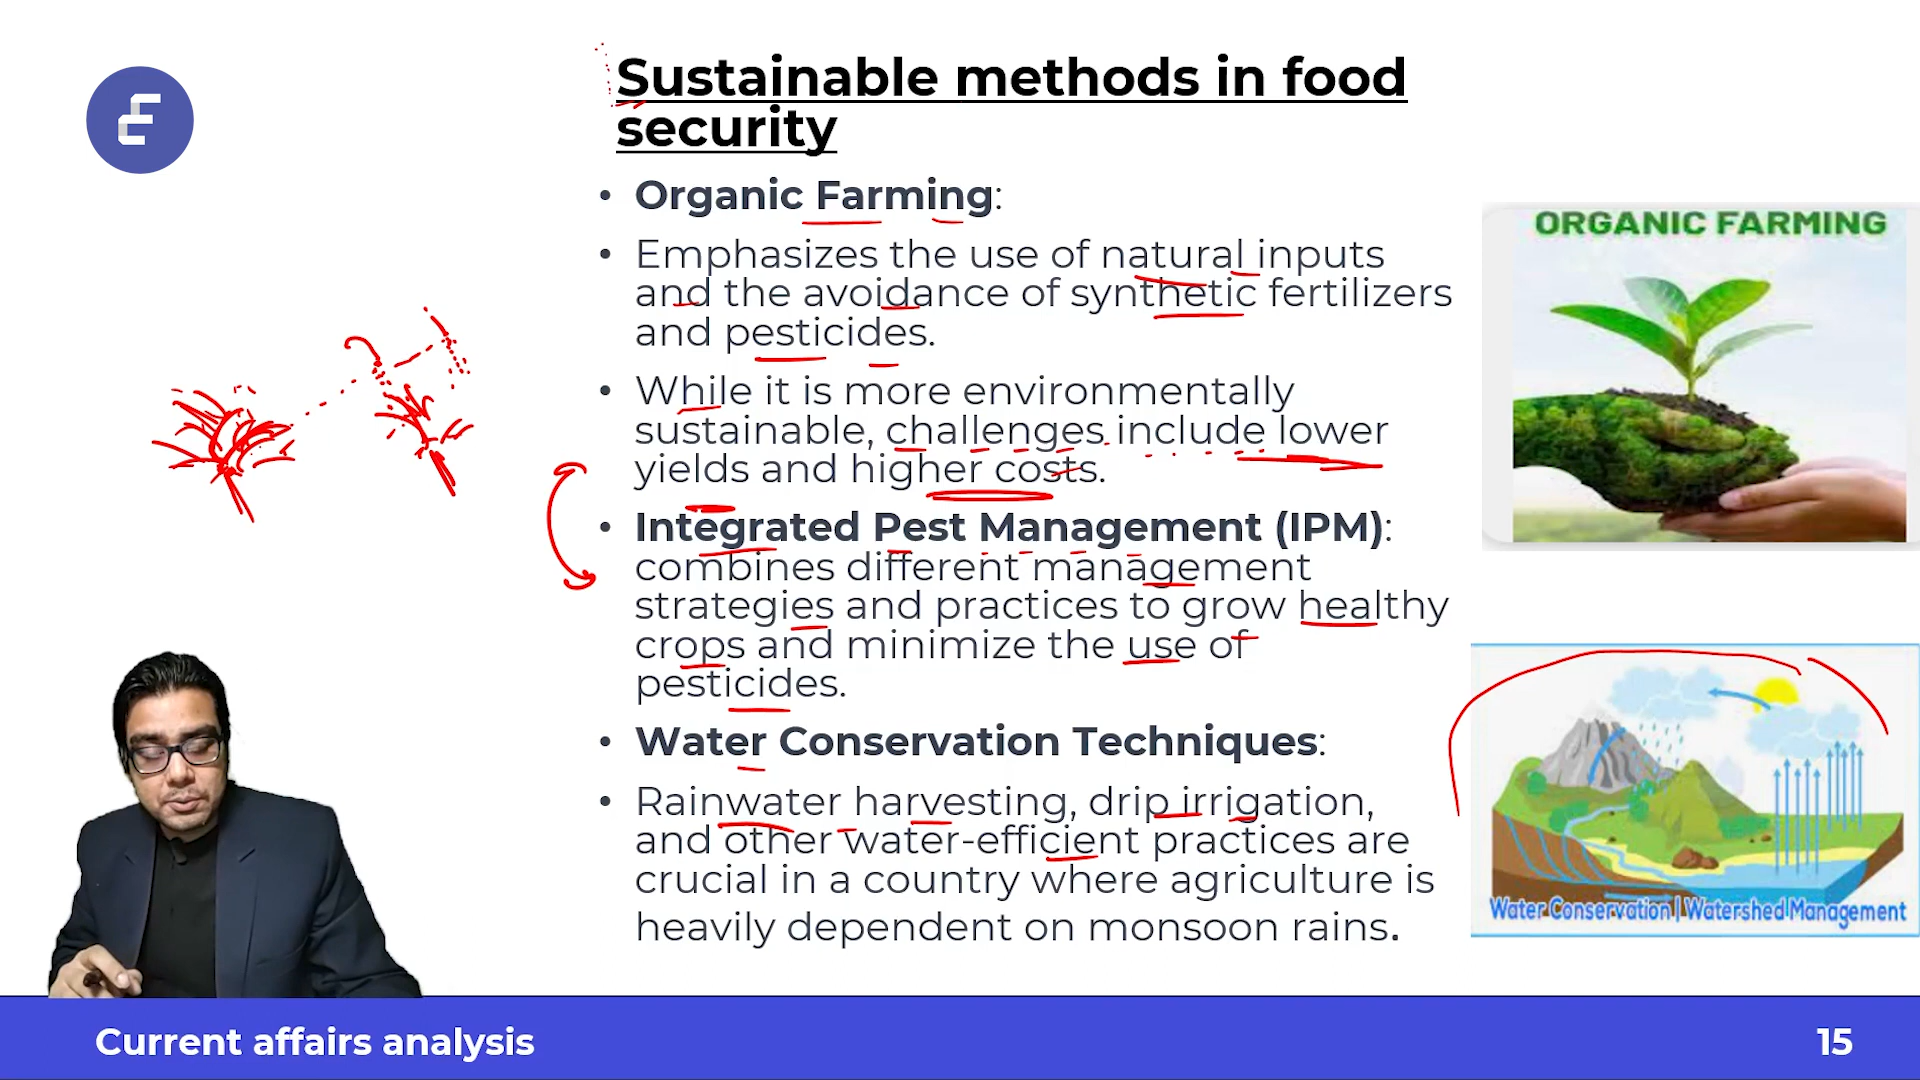 Sustainable methods in food
security
• Organic Farming:
• Emphasizes the use of natural inputs
and the avoidance of synthetic fertilizers
and pesticides.
• While it is more environmentally
sustainable, challenges include lower
yields and higher costs.
• Integrated Pest Management (IPM):
combines different management
strategies and practices to grow healthy
crops and minimize the use of
pesticides.
• Water Conservation Techniques:
• Rainwater harvesting, drip irrigation,
and other water-efficient practices are
crucial in a country where agriculture is
heavily dependent on monsoon rains.
ORGANIC FARMING
Water Conservation | Watershed Management
Current affairs analysis
15